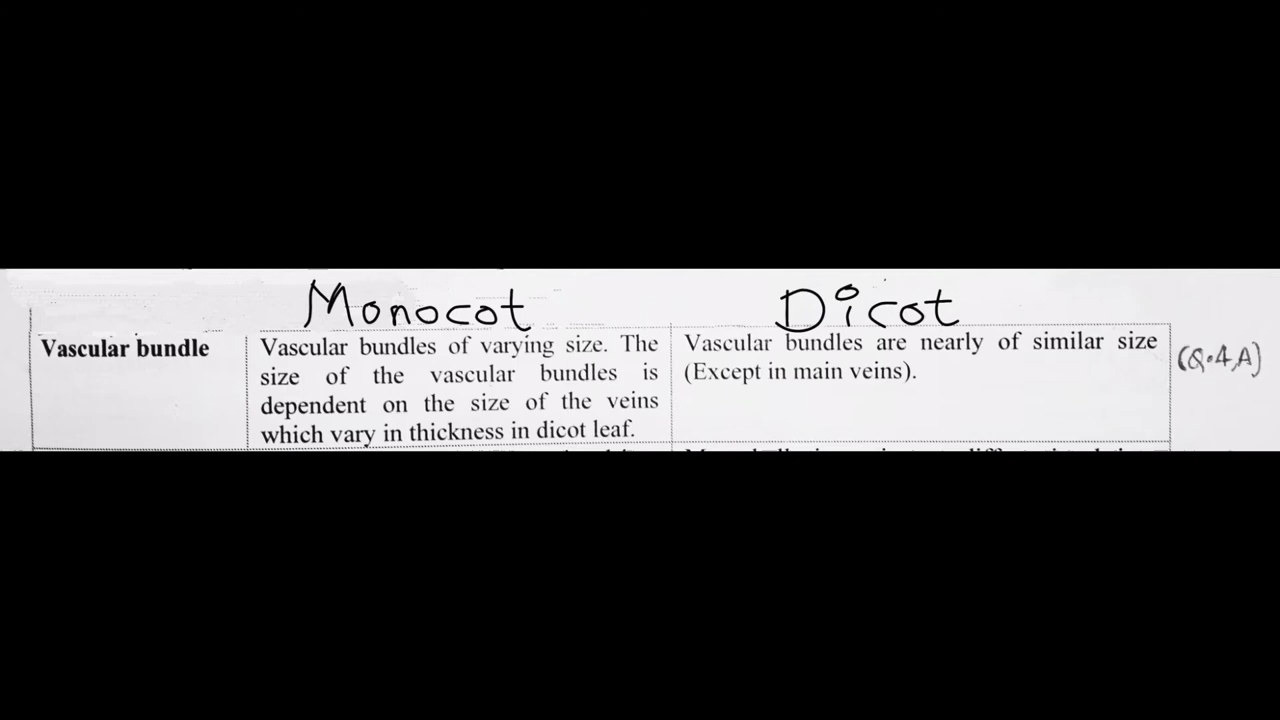 Monocot Dicot
Vascular bundle
Vascular bundles of varying size. The
size of the vascular bundles is
dependent on the size of the veins
which vary in thickness in dicot leaf.
Vascular bundles are nearly of similar size
(Except in main veins).
(Q.4,A)